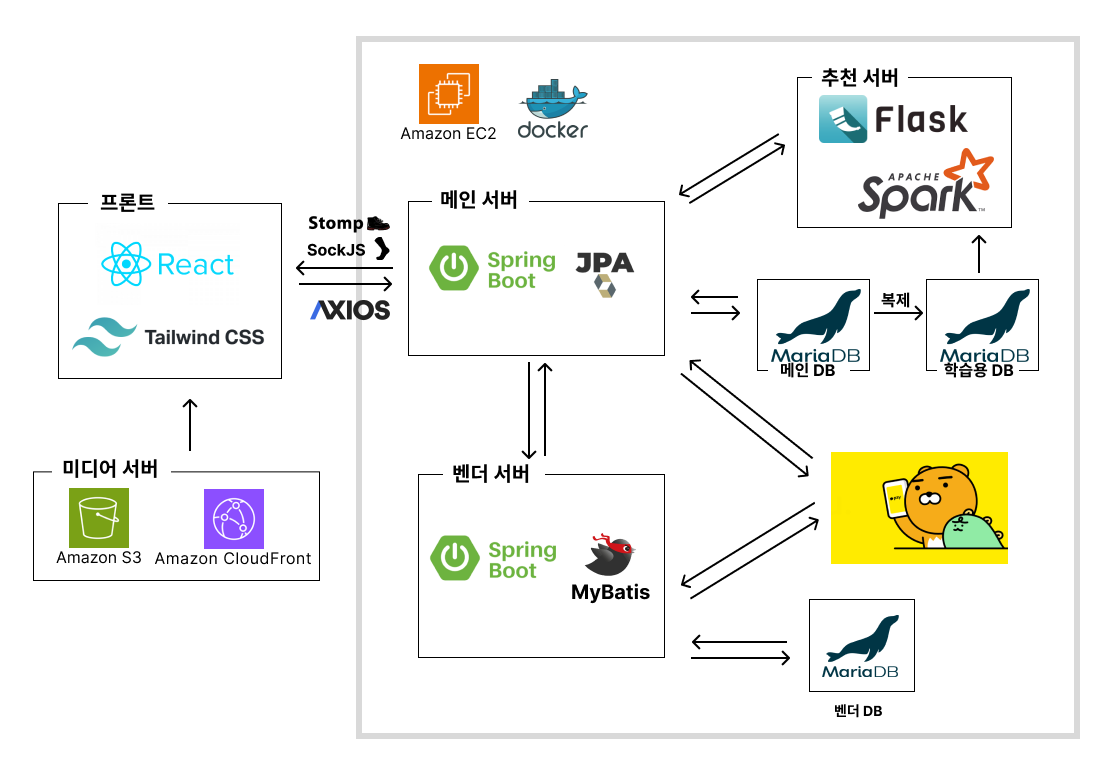 Amazon EC2
docker
추천 서버
Flask
APACHE
Spark
TM
프론트
React
Tailwind CSS
Stomp
SockJS
AXIOS
메인 서버
Spring
Boot
JPA
MariaDB
메인 DB
복제
MariaDB
학습용 DB
미디어 서버
Amazon S3
Amazon CloudFront
벤더 서버
Spring
Boot
MyBatis
pay
MariaDB
벤더 DB